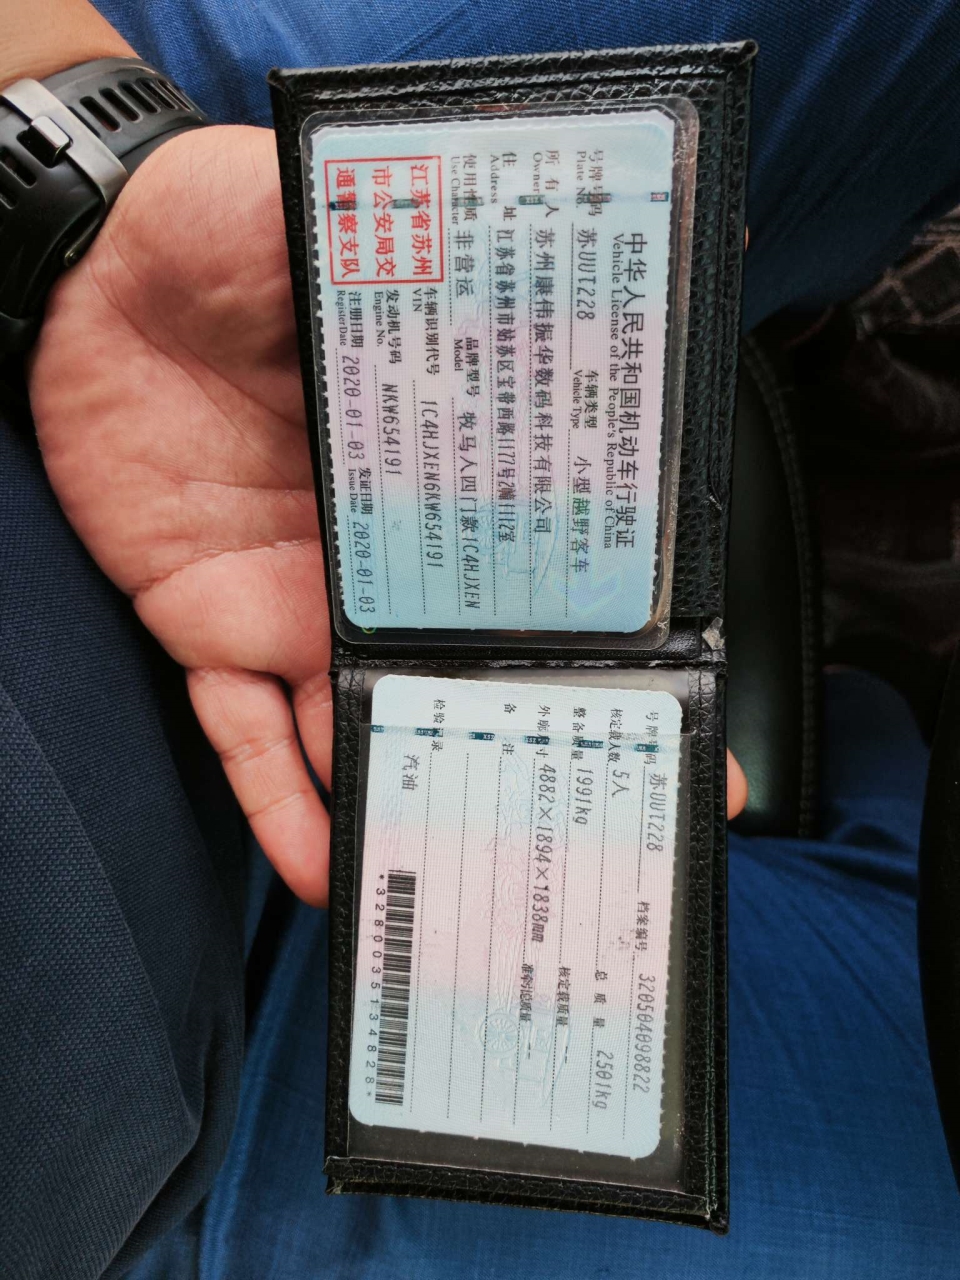 中华人民共和国机动车行驶证
Vehicle License of the People's Republic of China
号牌号码 苏UUT228 车辆类型 小型越野客车
Plate No. Vehicle Type
所有人 苏州康伟振华数码科技有限公司
Owner
住址 江苏省苏州市姑苏区宝带西路1177号2幢1112室
Address
使用性质 非营运 品牌型号 牧马人四门款1C4HJXEN
Use Character Model
江苏省苏州
市公安局交
通警察支队
车辆识别代号 1C4HJXEN6KW654191
VIN
发动机号码 NKW654191
Engine No.
注册日期 2020-01-03 发证日期 2020-01-03
Register Date Issue Date
号牌号码 苏UUT228 档案编号 320504098822
核定载人数 5人 总质量 2501kg
整备质量 1991kg 核定载质量 --
外廓尺寸 4882×1894×1838mm 准牵引总质量 --
备注
检验记录
汽油
*3280035134828*